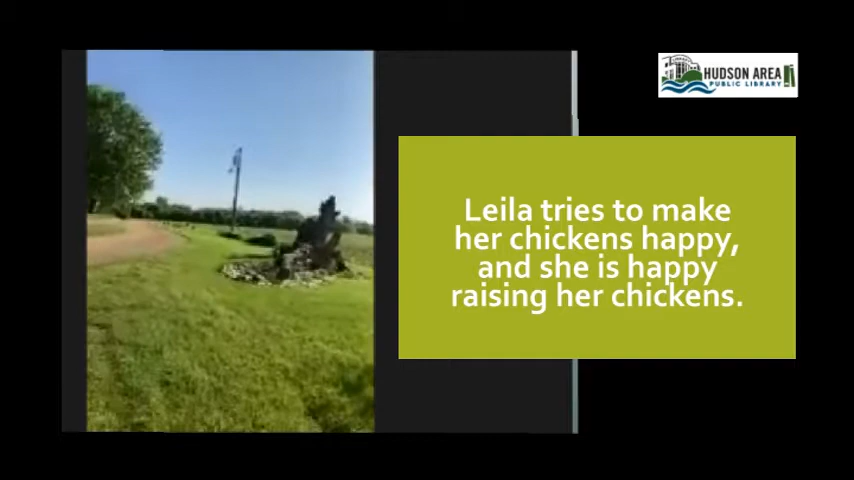 HUDSON AREA
PUBLIC LIBRARY
Leila tries to make
her chickens happy,
and she is happy
raising her chickens.